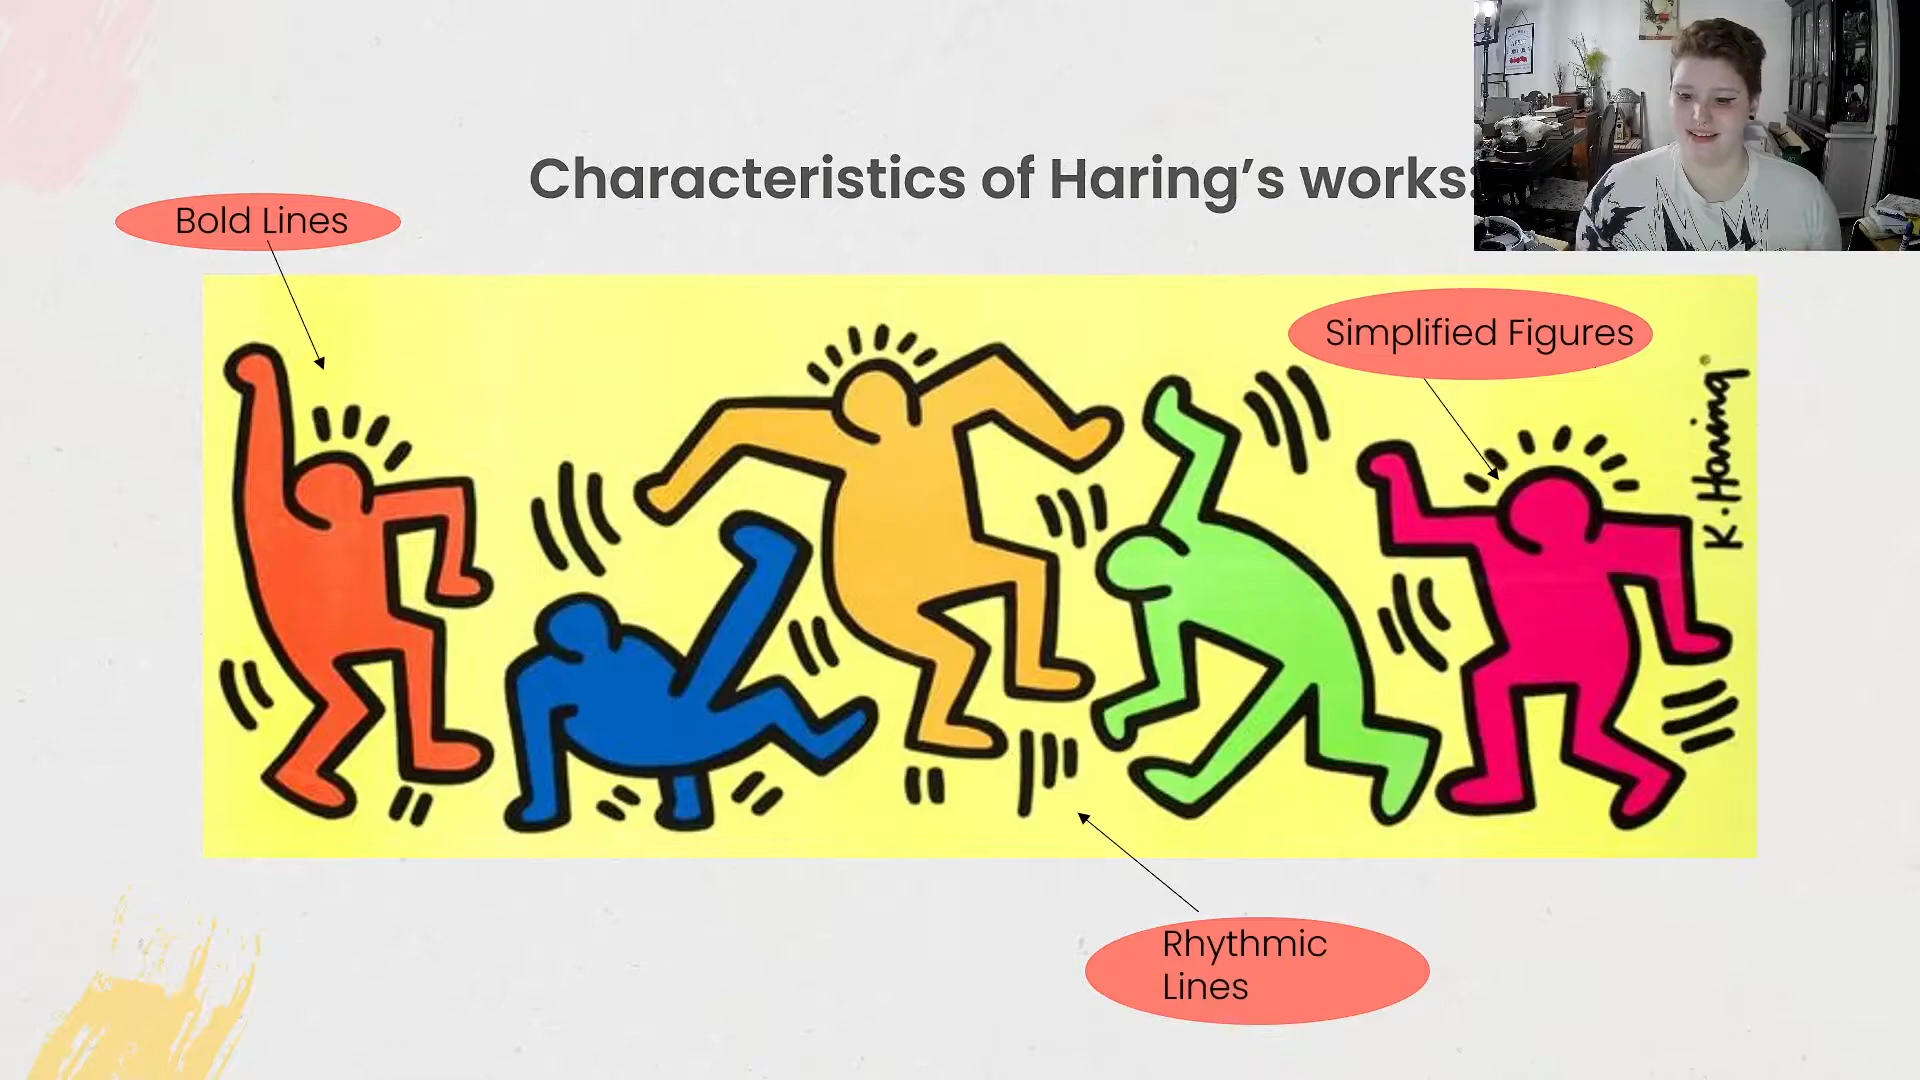 Characteristics of Haring’s works:
Bold Lines
Simplified Figures
K·Haring
Rhythmic
Lines